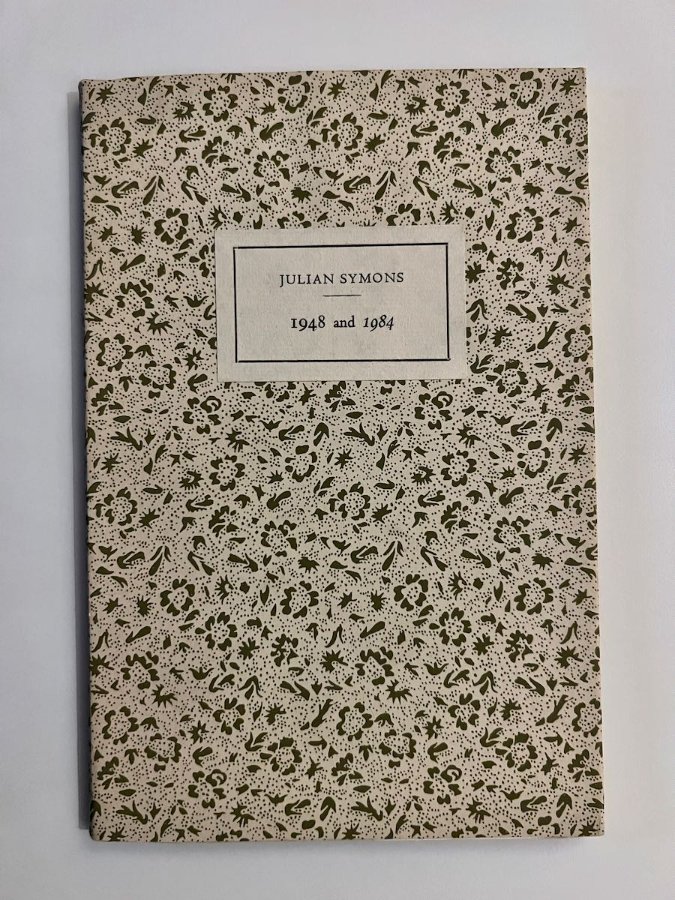 JULIAN SYMONS
1948 and 1984